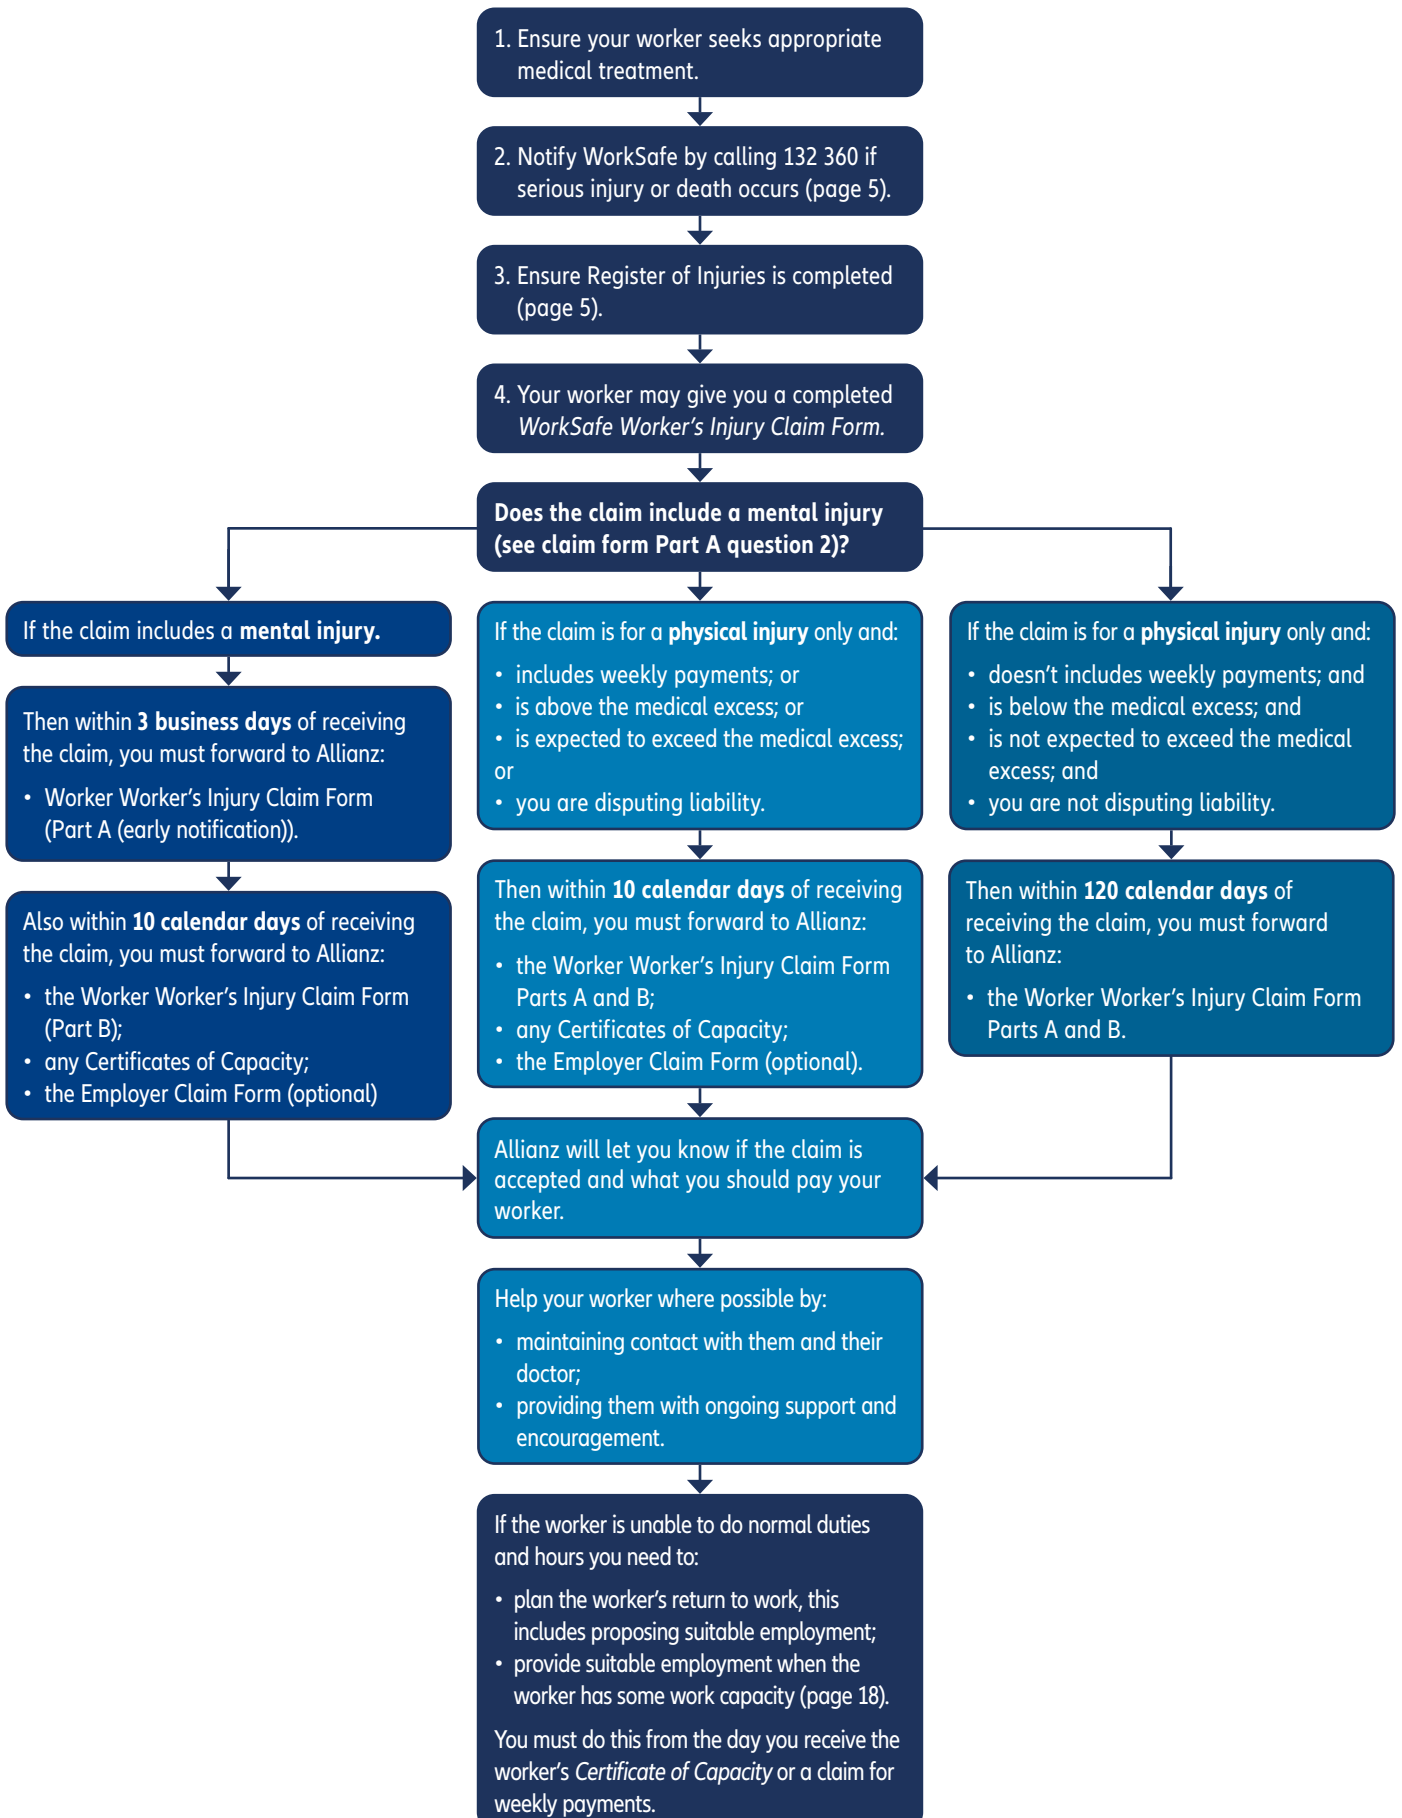 1. Ensure your worker seeks appropriate
medical treatment.
2. Notify WorkSafe by calling 132 360 if
serious injury or death occurs (page 5).
3. Ensure Register of Injuries is completed
(page 5).
4. Your worker may give you a completed
WorkSafe Worker's Injury Claim Form.
Does the claim include a mental injury
(see claim form Part A question 2)?
If the claim includes a mental injury.
Then within 3 business days of receiving
the claim, you must forward to Allianz:
• Worker Worker's Injury Claim Form
(Part A (early notification)).
Also within 10 calendar days of receiving
the claim, you must forward to Allianz:
• the Worker Worker's Injury Claim Form
(Part B);
• any Certificates of Capacity;
• the Employer Claim Form (optional)
If the claim is for a physical injury only and:
• includes weekly payments; or
• is above the medical excess; or
• is expected to exceed the medical excess;
or
• you are disputing liability.
Then within 10 calendar days of receiving
the claim, you must forward to Allianz:
• the Worker Worker's Injury Claim Form
Parts A and B;
• any Certificates of Capacity;
• the Employer Claim Form (optional).
If the claim is for a physical injury only and:
• doesn't includes weekly payments; and
• is below the medical excess; and
• is not expected to exceed the medical
excess; and
• you are not disputing liability.
Then within 120 calendar days of
receiving the claim, you must forward
to Allianz:
• the Worker Worker's Injury Claim Form
Parts A and B.
Allianz will let you know if the claim is
accepted and what you should pay your
worker.
Help your worker where possible by:
• maintaining contact with them and their
doctor;
• providing them with ongoing support and
encouragement.
If the worker is unable to do normal duties
and hours you need to:
• plan the worker's return to work, this
includes proposing suitable employment;
• provide suitable employment when the
worker has some work capacity (page 18).
You must do this from the day you receive the
worker's Certificate of Capacity or a claim for
weekly payments.